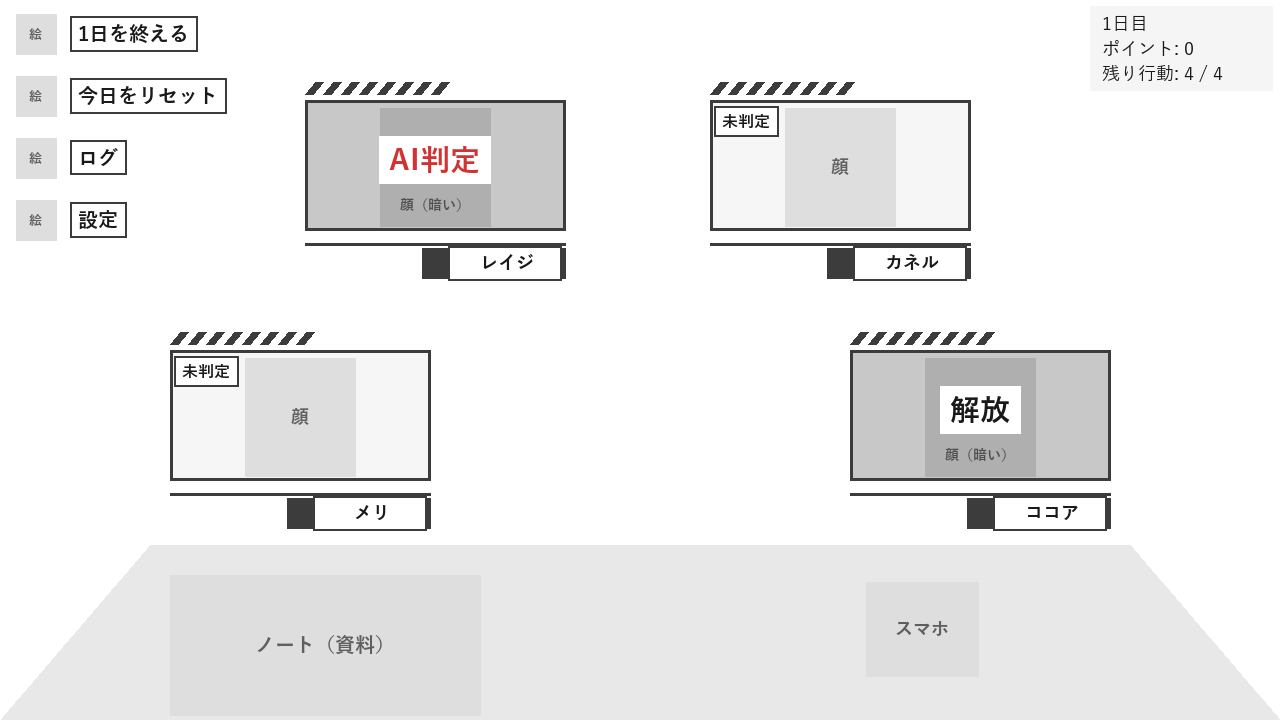 絵
1日を終える
絵
今日をリセット
絵
ログ
絵
設定
1日目
ポイント: 0
残り行動: 4 / 4
AI判定
顔（暗い）
レイジ
未判定
顔
カネル
未判定
顔
メリ
解放
顔（暗い）
ココア
ノート（資料）
スマホ